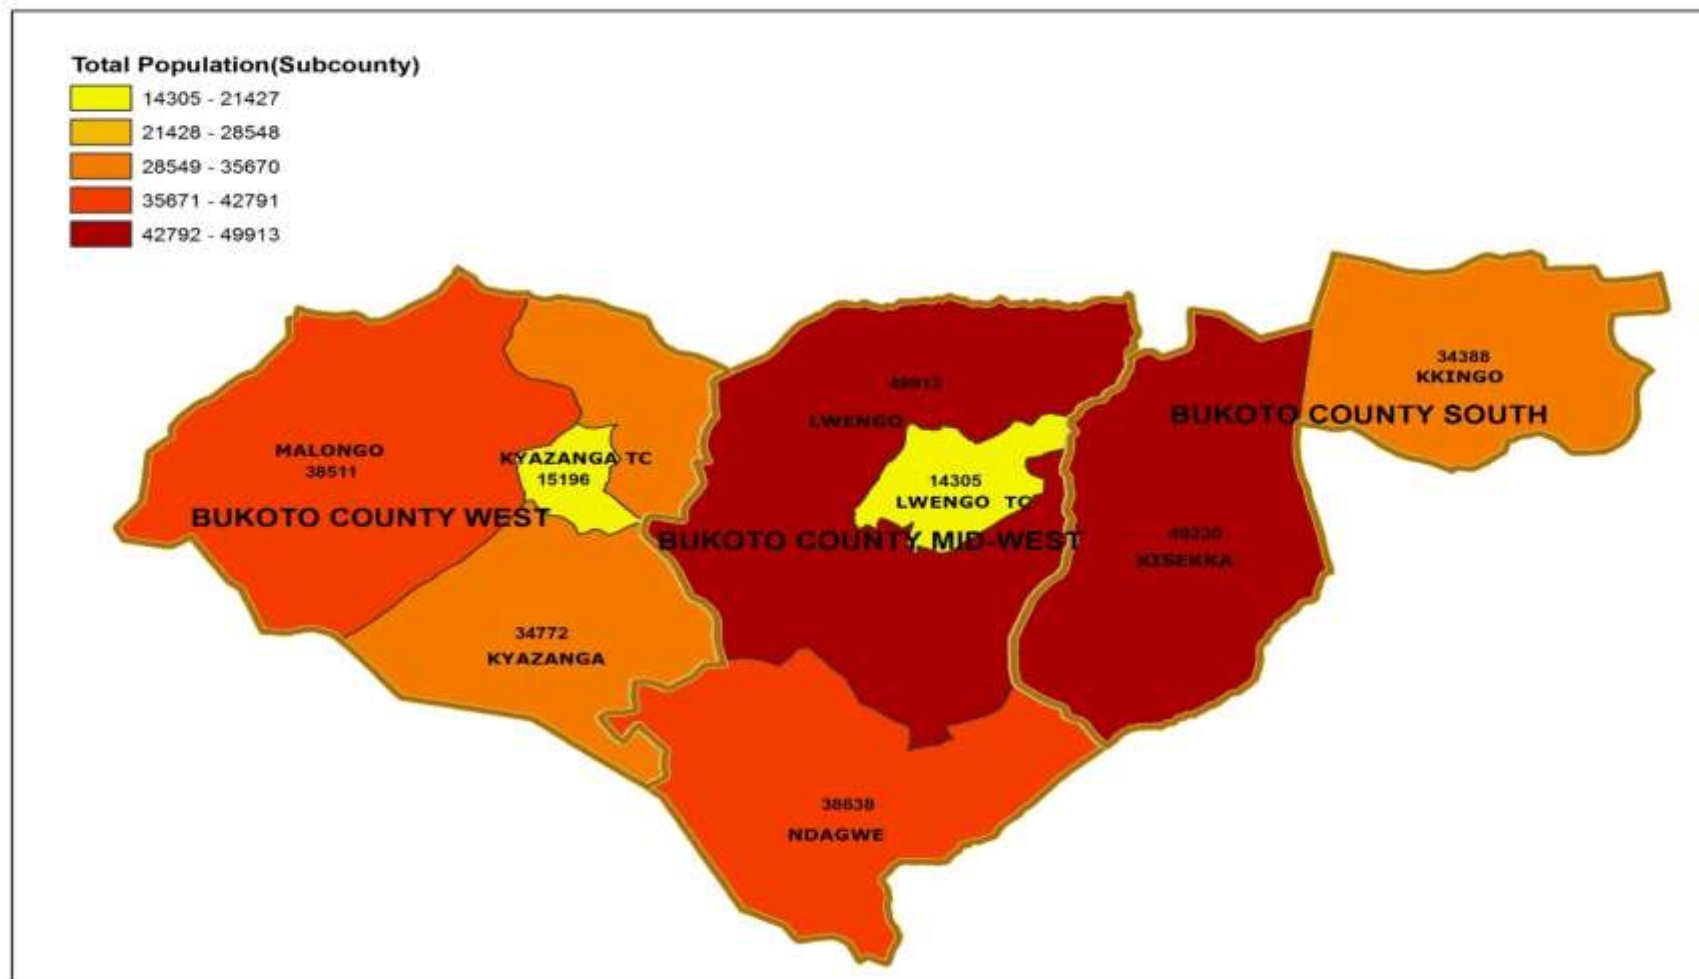 Total Population(Subcounty)
14305 - 21427
21428 - 28548
28549 - 35670
35671 - 42791
42792 - 49913
34388
KKINGO
BUKOTO COUNTY SOUTH
49913
LWENGO
MALONGO
38511
KYAZANGA TC
15196
14305
LWENGO TC
BUKOTO COUNTY WEST
BUKOTO COUNTY MID-WEST
KISEKKA
34772
KYAZANGA
38638
NDAGWE